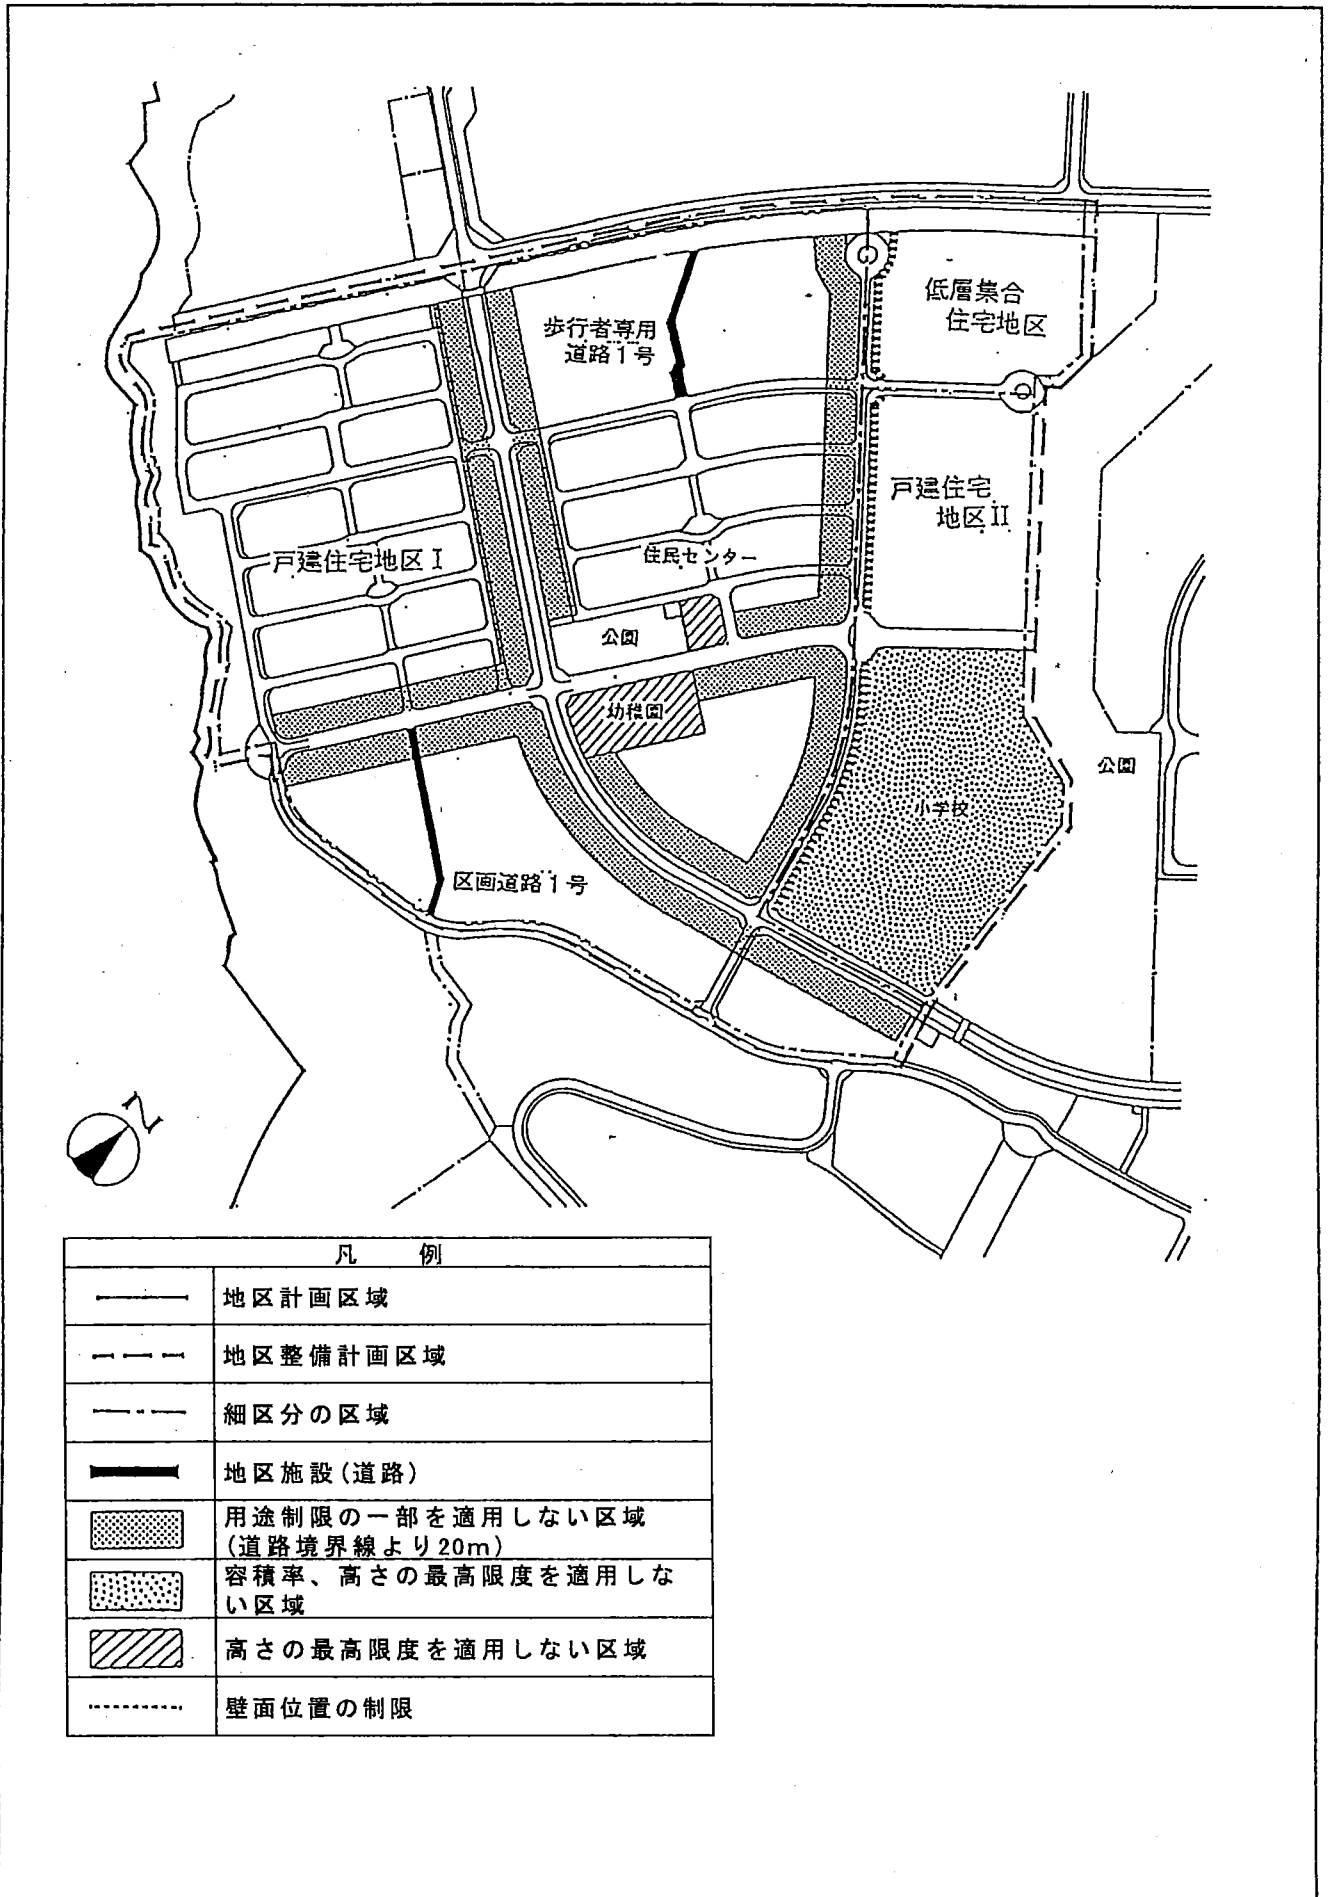 低層集合
住宅地区
歩行者専用
道路1号
戸建住宅
地区II
戸建住宅地区 I
住民センター
公園
幼稚園
公園
小学校
区画道路1号
Z
凡 例
地区計画区域
地区整備計画区域
細区分の区域
地区施設(道路)
用途制限の一部を適用しない区域
(道路境界線より20m)
容積率、高さの最高限度を適用しな
い区域
高さの最高限度を適用しない区域
壁面位置の制限